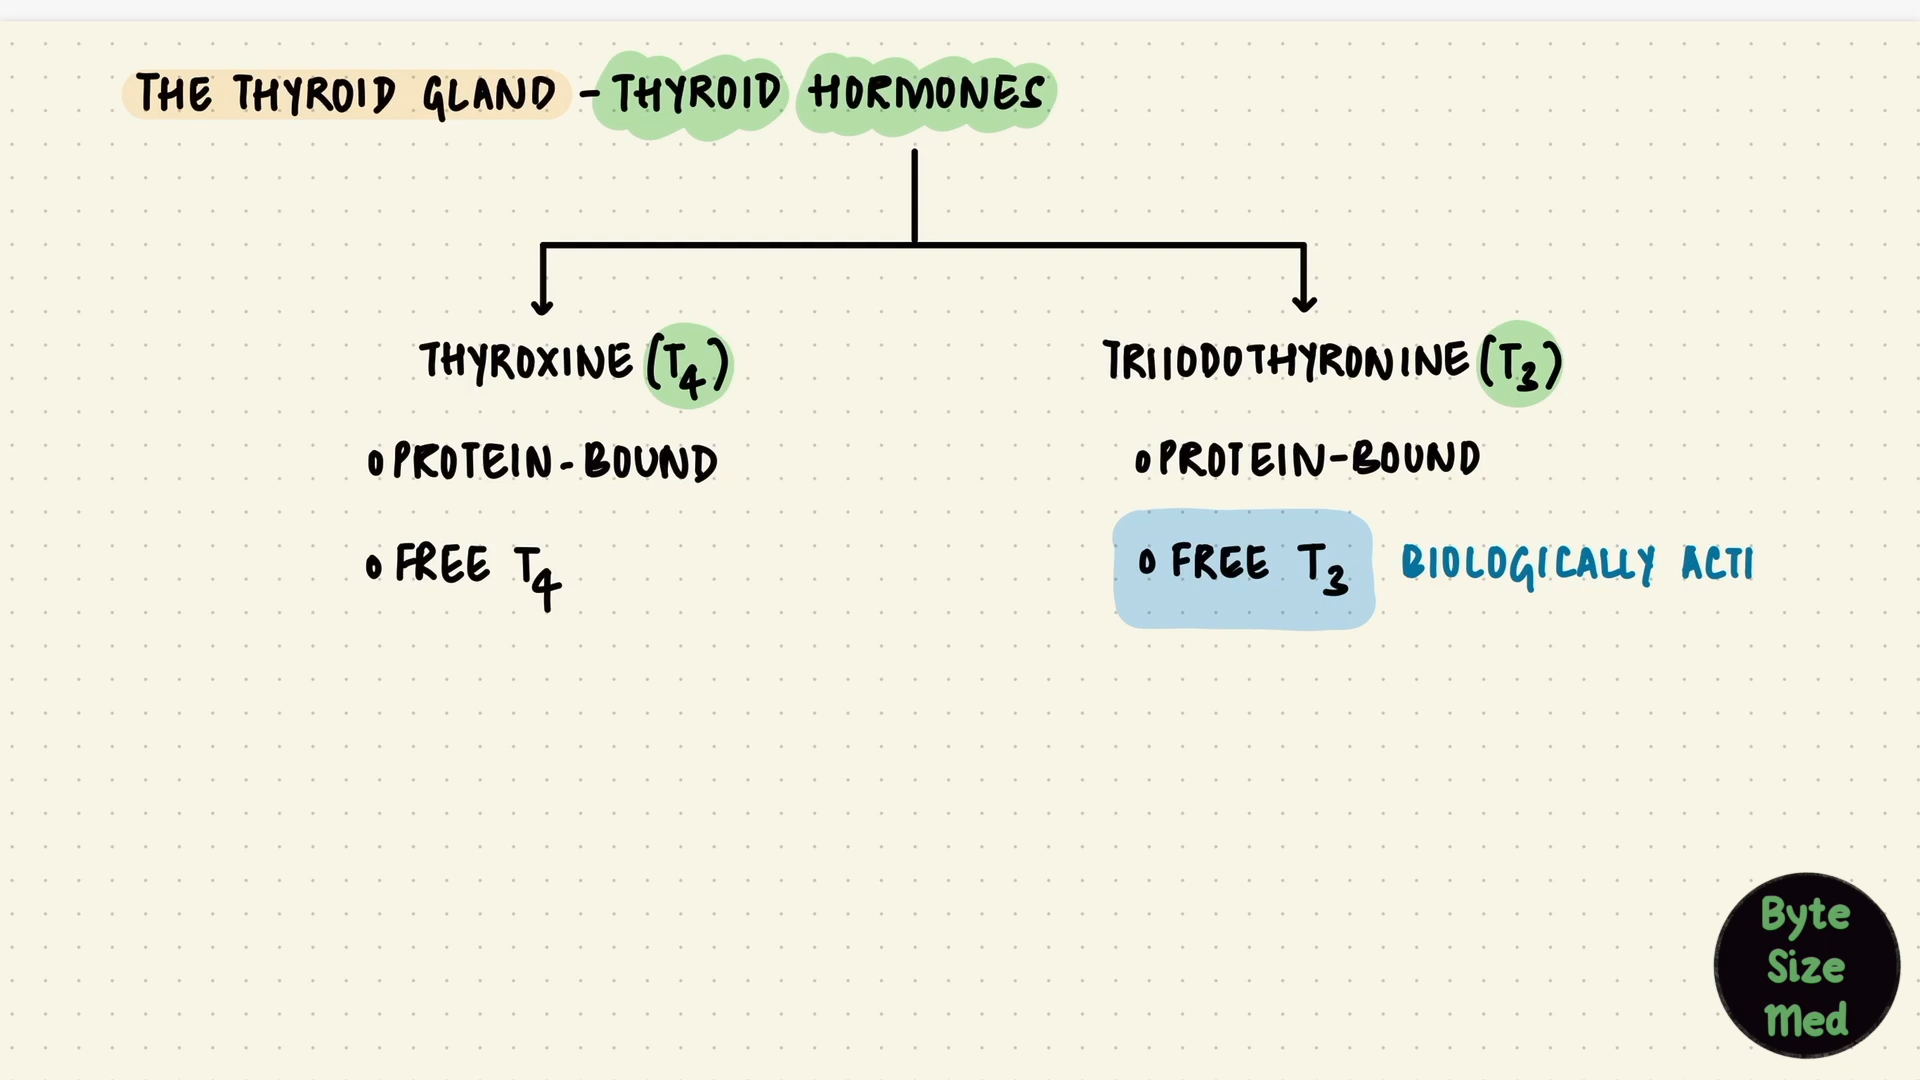 THE THYROID GLAND - THYROID HORMONES
THYROXINE (T4)
TRIIODOTHYRONINE (T3)
o PROTEIN-BOUND
o PROTEIN-BOUND
o FREE T4
o FREE T3 BIOLOGICALLY ACTI
Byte
Size
Med